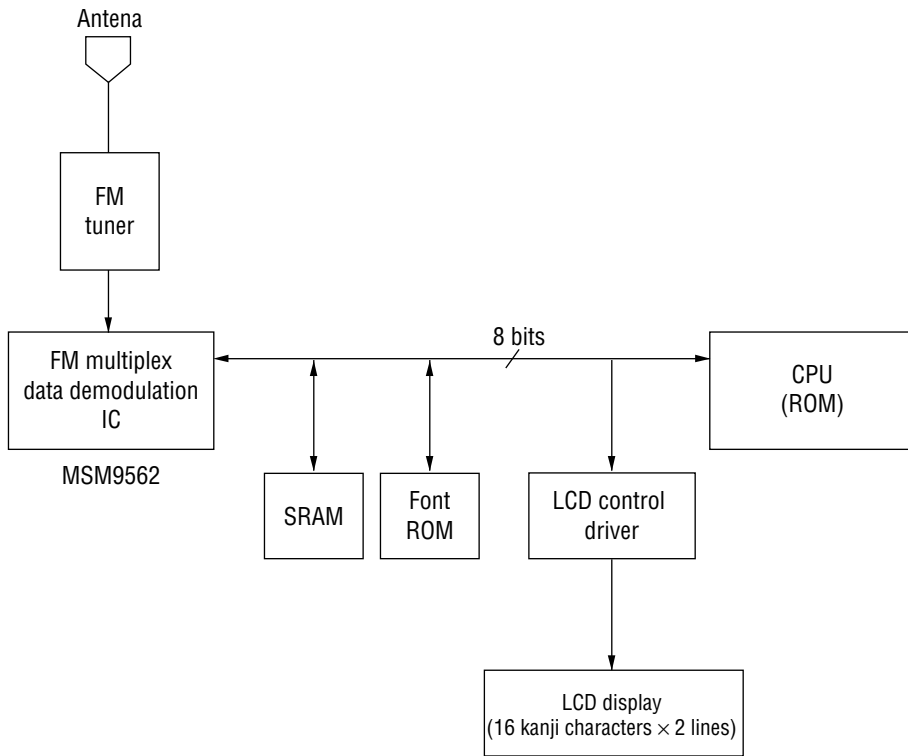 Antena
FM
tuner
FM multiplex
data demodulation
IC
MSM9562
8 bits
CPU
(ROM)
SRAM
Font
ROM
LCD control
driver
LCD display
(16 kanji characters × 2 lines)